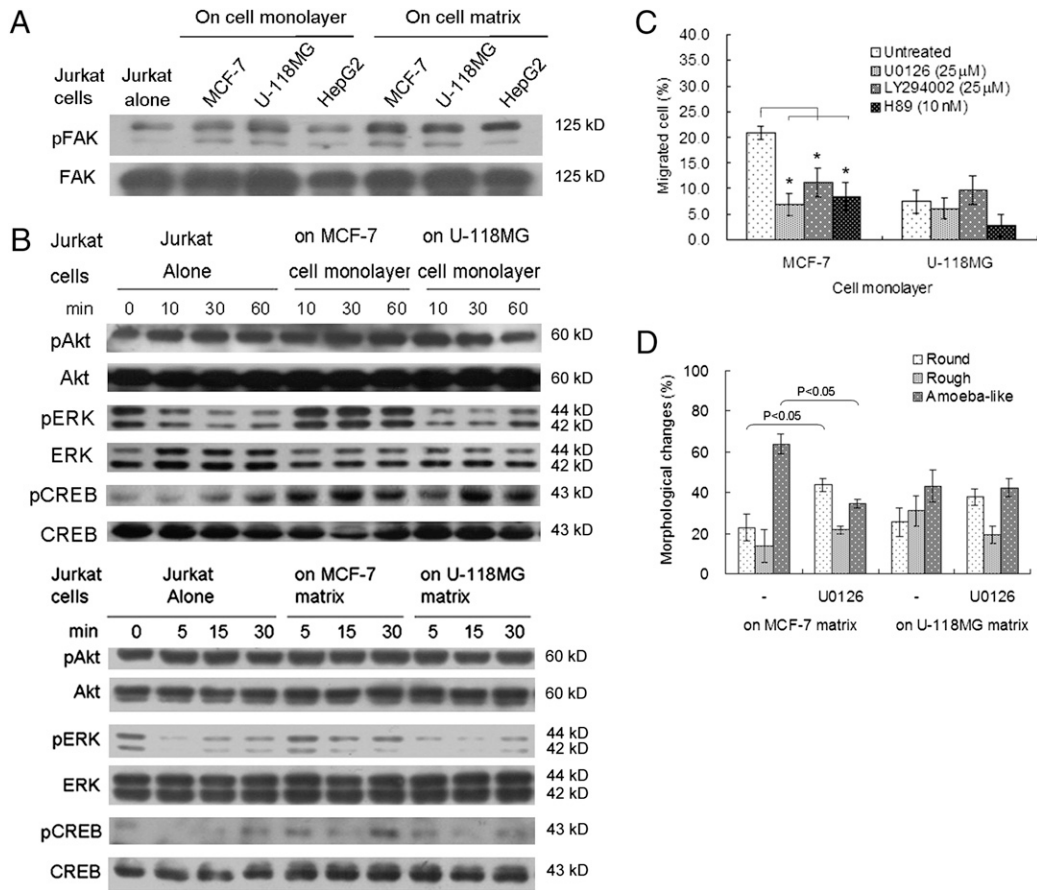 A
On cell monolayer
On cell matrix
Jurkat cells
Jurkat alone
MCF-7
U-118MG
HepG2
MCF-7
U-118MG
HepG2
pFAK
125 kD
FAK
125 kD
B
Jurkat cells
Jurkat Alone
on MCF-7 cell monolayer
on U-118MG cell monolayer
min
0 10 30 60 10 30 60 10 30 60
pAkt
60 kD
Akt
60 kD
pERK
44 kD
42 kD
ERK
44 kD
42 kD
pCREB
43 kD
CREB
43 kD
Jurkat cells
Jurkat Alone
on MCF-7 matrix
on U-118MG matrix
min
0 5 15 30 5 15 30 5 15 30
pAkt
60 kD
Akt
60 kD
pERK
44 kD
42 kD
ERK
44 kD
42 kD
pCREB
43 kD
CREB
43 kD
C
Migrated cell (%)
40.0
35.0
30.0
25.0
20.0
15.0
10.0
5.0
0.0
Untreated
U0126 (25μM)
LY294002 (25μM)
H89 (10 nM)
* * *
MCF-7
U-118MG
Cell monolayer
D
Morphological changes (%)
100
80
60
40
20
0
Round
Rough
Amoeba-like
P<0.05
P<0.05
- U0126 - U0126
on MCF-7 matrix
on U-118MG matrix